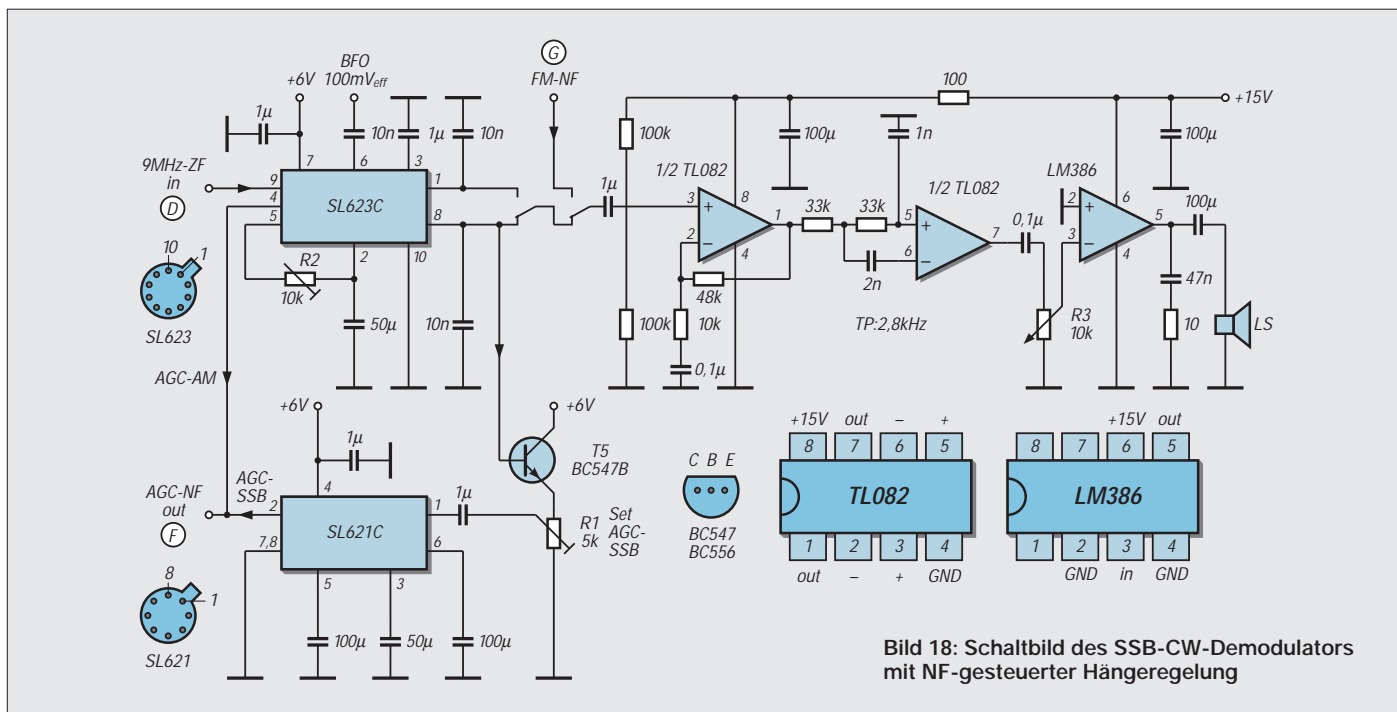 BFO
100mVeff
+6V
G
FM-NF
100
+15V
1µ
10n
1µ
10n
100k
100µ
1n
100µ
7
6
3
9MHz-ZF
in
D
9
4
5
SL623C
1
8
2
10
1µ
1/2 TL082
3
+
2
–
8
1
4
33k
33k
1/2 TL082
5
+
6
–
7
2n
TP:2,8kHz
0,1µ
LM386
2
+
3
–
6
5
4
100µ
47n
10
LS
R3
10k
10
1
SL623
R2
10k
50µ
10n
100k
48k
10k
0,1µ
AGC-AM
+6V
1µ
+6V
T5
BC547B
AGC-NF
out
F
AGC-
SSB
2
4
SL621C
1
7,8
6
5
3
1µ
R1
5k
Set
AGC-
SSB
8
1
SL621
100µ
50µ
100µ
C B E
BC547
BC556
+15V out – +
8 7 6 5
TL082
1 2 3 4
out – + GND
+15V out
8 7 6 5
LM386
1 2 3 4
GND in GND
Bild 18: Schaltbild des SSB-CW-Demodulators
mit NF-gesteuerter Hängeregelung